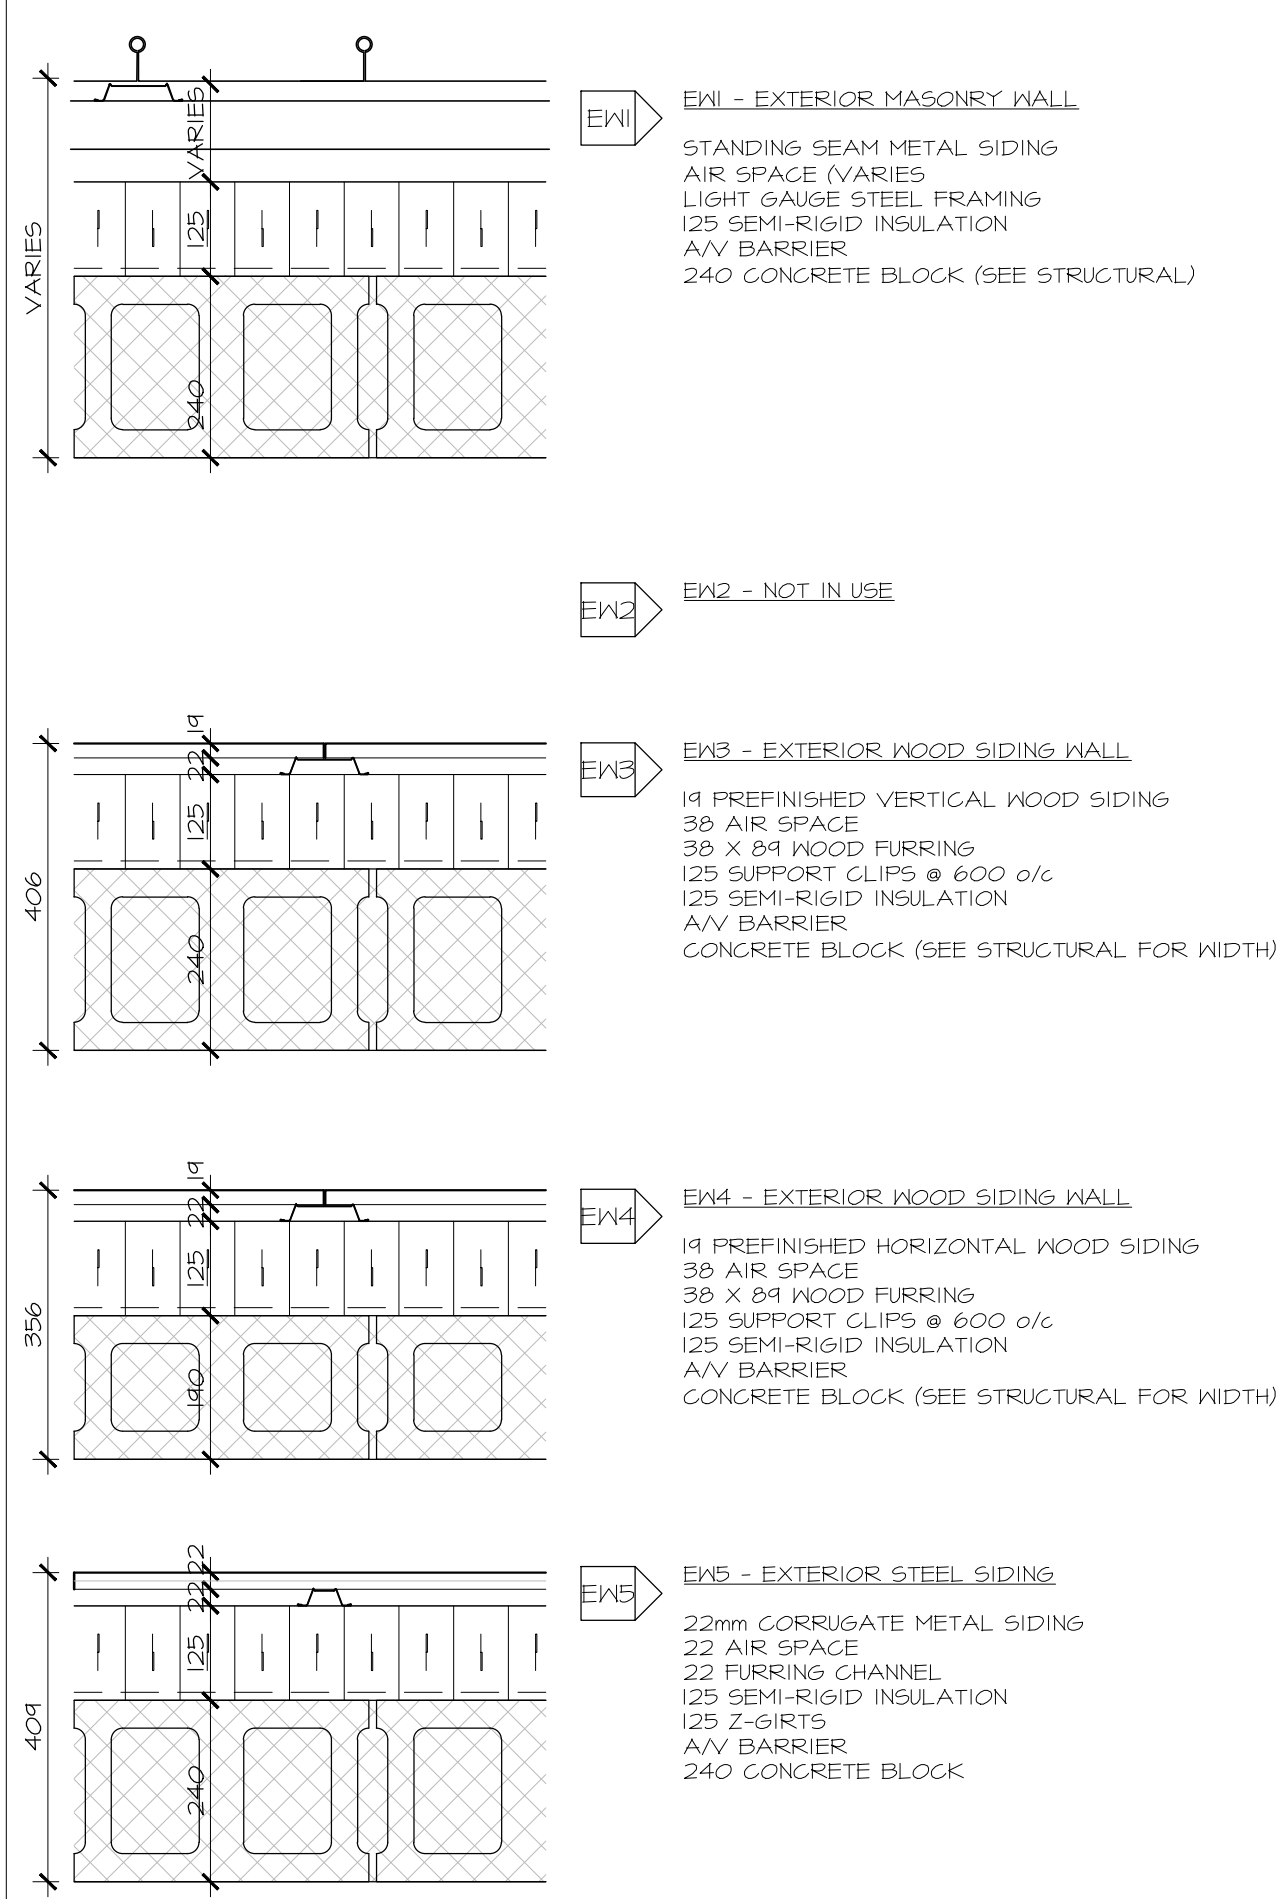 VARIES
VARIES
125
240
EW1
EW1 - EXTERIOR MASONRY WALL
STANDING SEAM METAL SIDING
AIR SPACE (VARIES
LIGHT GAUGE STEEL FRAMING
125 SEMI-RIGID INSULATION
A/V BARRIER
240 CONCRETE BLOCK (SEE STRUCTURAL)
EW2
EW2 - NOT IN USE
406
19
22
125
240
EW3
EW3 - EXTERIOR WOOD SIDING WALL
19 PREFINISHED VERTICAL WOOD SIDING
38 AIR SPACE
38 X 89 WOOD FURRING
125 SUPPORT CLIPS @ 600 o/c
125 SEMI-RIGID INSULATION
A/V BARRIER
CONCRETE BLOCK (SEE STRUCTURAL FOR WIDTH)
356
19
22
125
190
EW4
EW4 - EXTERIOR WOOD SIDING WALL
19 PREFINISHED HORIZONTAL WOOD SIDING
38 AIR SPACE
38 X 89 WOOD FURRING
125 SUPPORT CLIPS @ 600 o/c
125 SEMI-RIGID INSULATION
A/V BARRIER
CONCRETE BLOCK (SEE STRUCTURAL FOR WIDTH)
409
22
22
125
240
EW5
EW5 - EXTERIOR STEEL SIDING
22mm CORRUGATE METAL SIDING
22 AIR SPACE
22 FURRING CHANNEL
125 SEMI-RIGID INSULATION
125 Z-GIRTS
A/V BARRIER
240 CONCRETE BLOCK